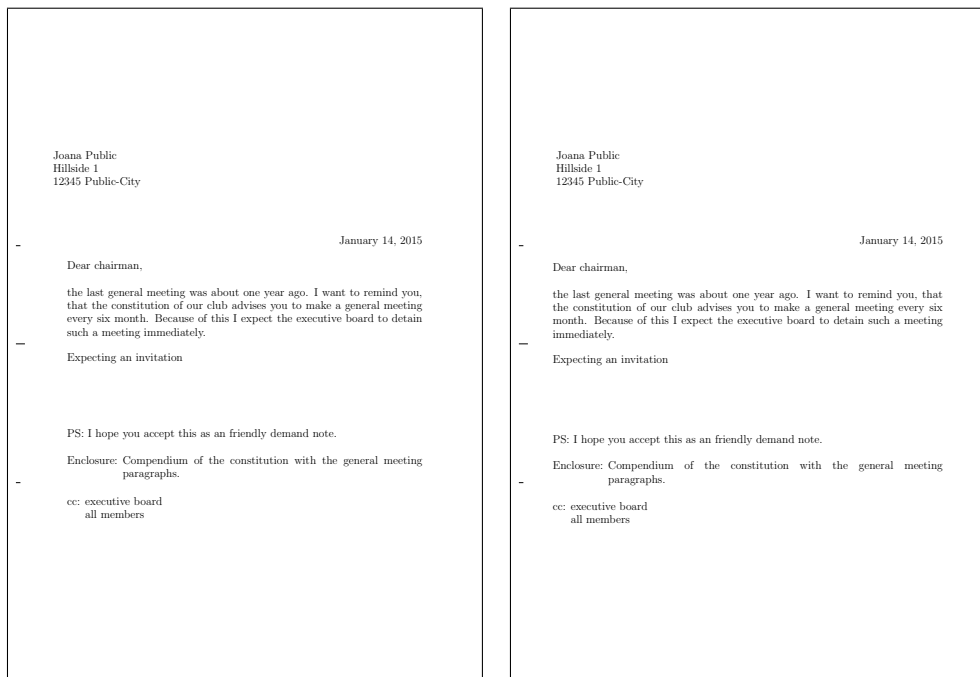 Joana Public
Hillside 1
12345 Public-City
January 14, 2015
Dear chairman,
the last general meeting was about one year ago. I want to remind you,
that the constitution of our club advises you to make a general meeting
every six month. Because of this I expect the executive board to detain
such a meeting immediately.
Expecting an invitation
PS: I hope you accept this as an friendly demand note.
Enclosure: Compendium of the constitution with the general meeting
paragraphs.
cc: executive board
all members
Joana Public
Hillside 1
12345 Public-City
January 14, 2015
Dear chairman,
the last general meeting was about one year ago. I want to remind you, that
the constitution of our club advises you to make a general meeting every six
month. Because of this I expect the executive board to detain such a meeting
immediately.
Expecting an invitation
PS: I hope you accept this as an friendly demand note.
Enclosure: Compendium of the constitution with the general meeting
paragraphs.
cc: executive board
all members